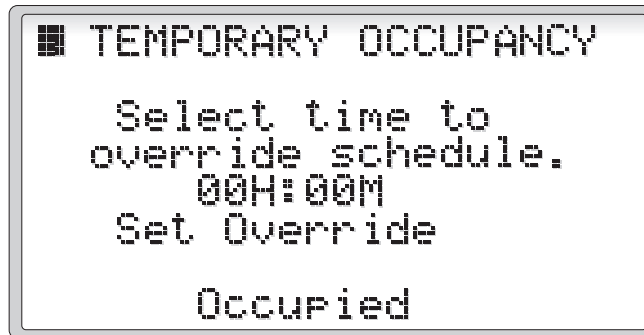 TEMPORARY OCCUPANCY
Select time to
override schedule.
00H:00M
Set Override
Occupied